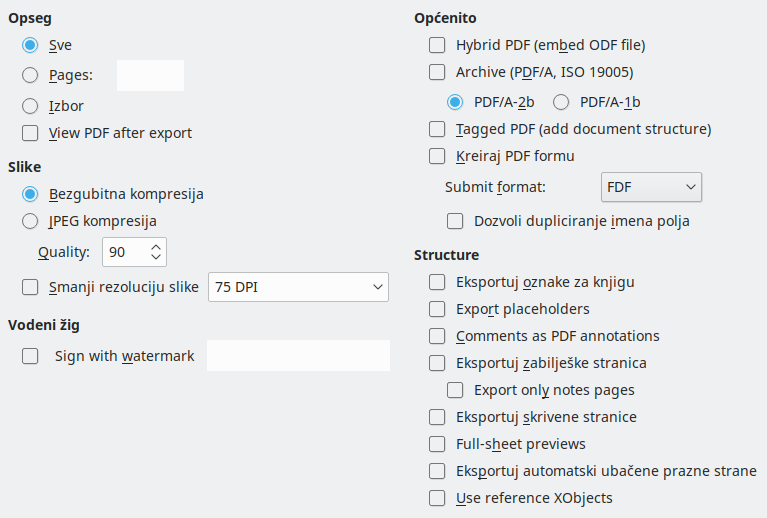 Opseg
Sve
Pages:
Izbor
View PDF after export
Slike
Bezgubitna kompresija
JPEG kompresija
Quality: 90
Smanji rezoluciju slike 75 DPI
Vodeni žig
Sign with watermark
Općenito
Hybrid PDF (embed ODF file)
Archive (PDF/A, ISO 19005)
PDF/A-2b PDF/A-1b
Tagged PDF (add document structure)
Kreiraj PDF formu
Submit format: FDF
Dozvoli dupliciranje imena polja
Structure
Eksportuj oznake za knjigu
Export placeholders
Comments as PDF annotations
Eksportuj zabilješke stranica
Export only notes pages
Eksportuj skrivene stranice
Full-sheet previews
Eksportuj automatski ubačene prazne strane
Use reference XObjects